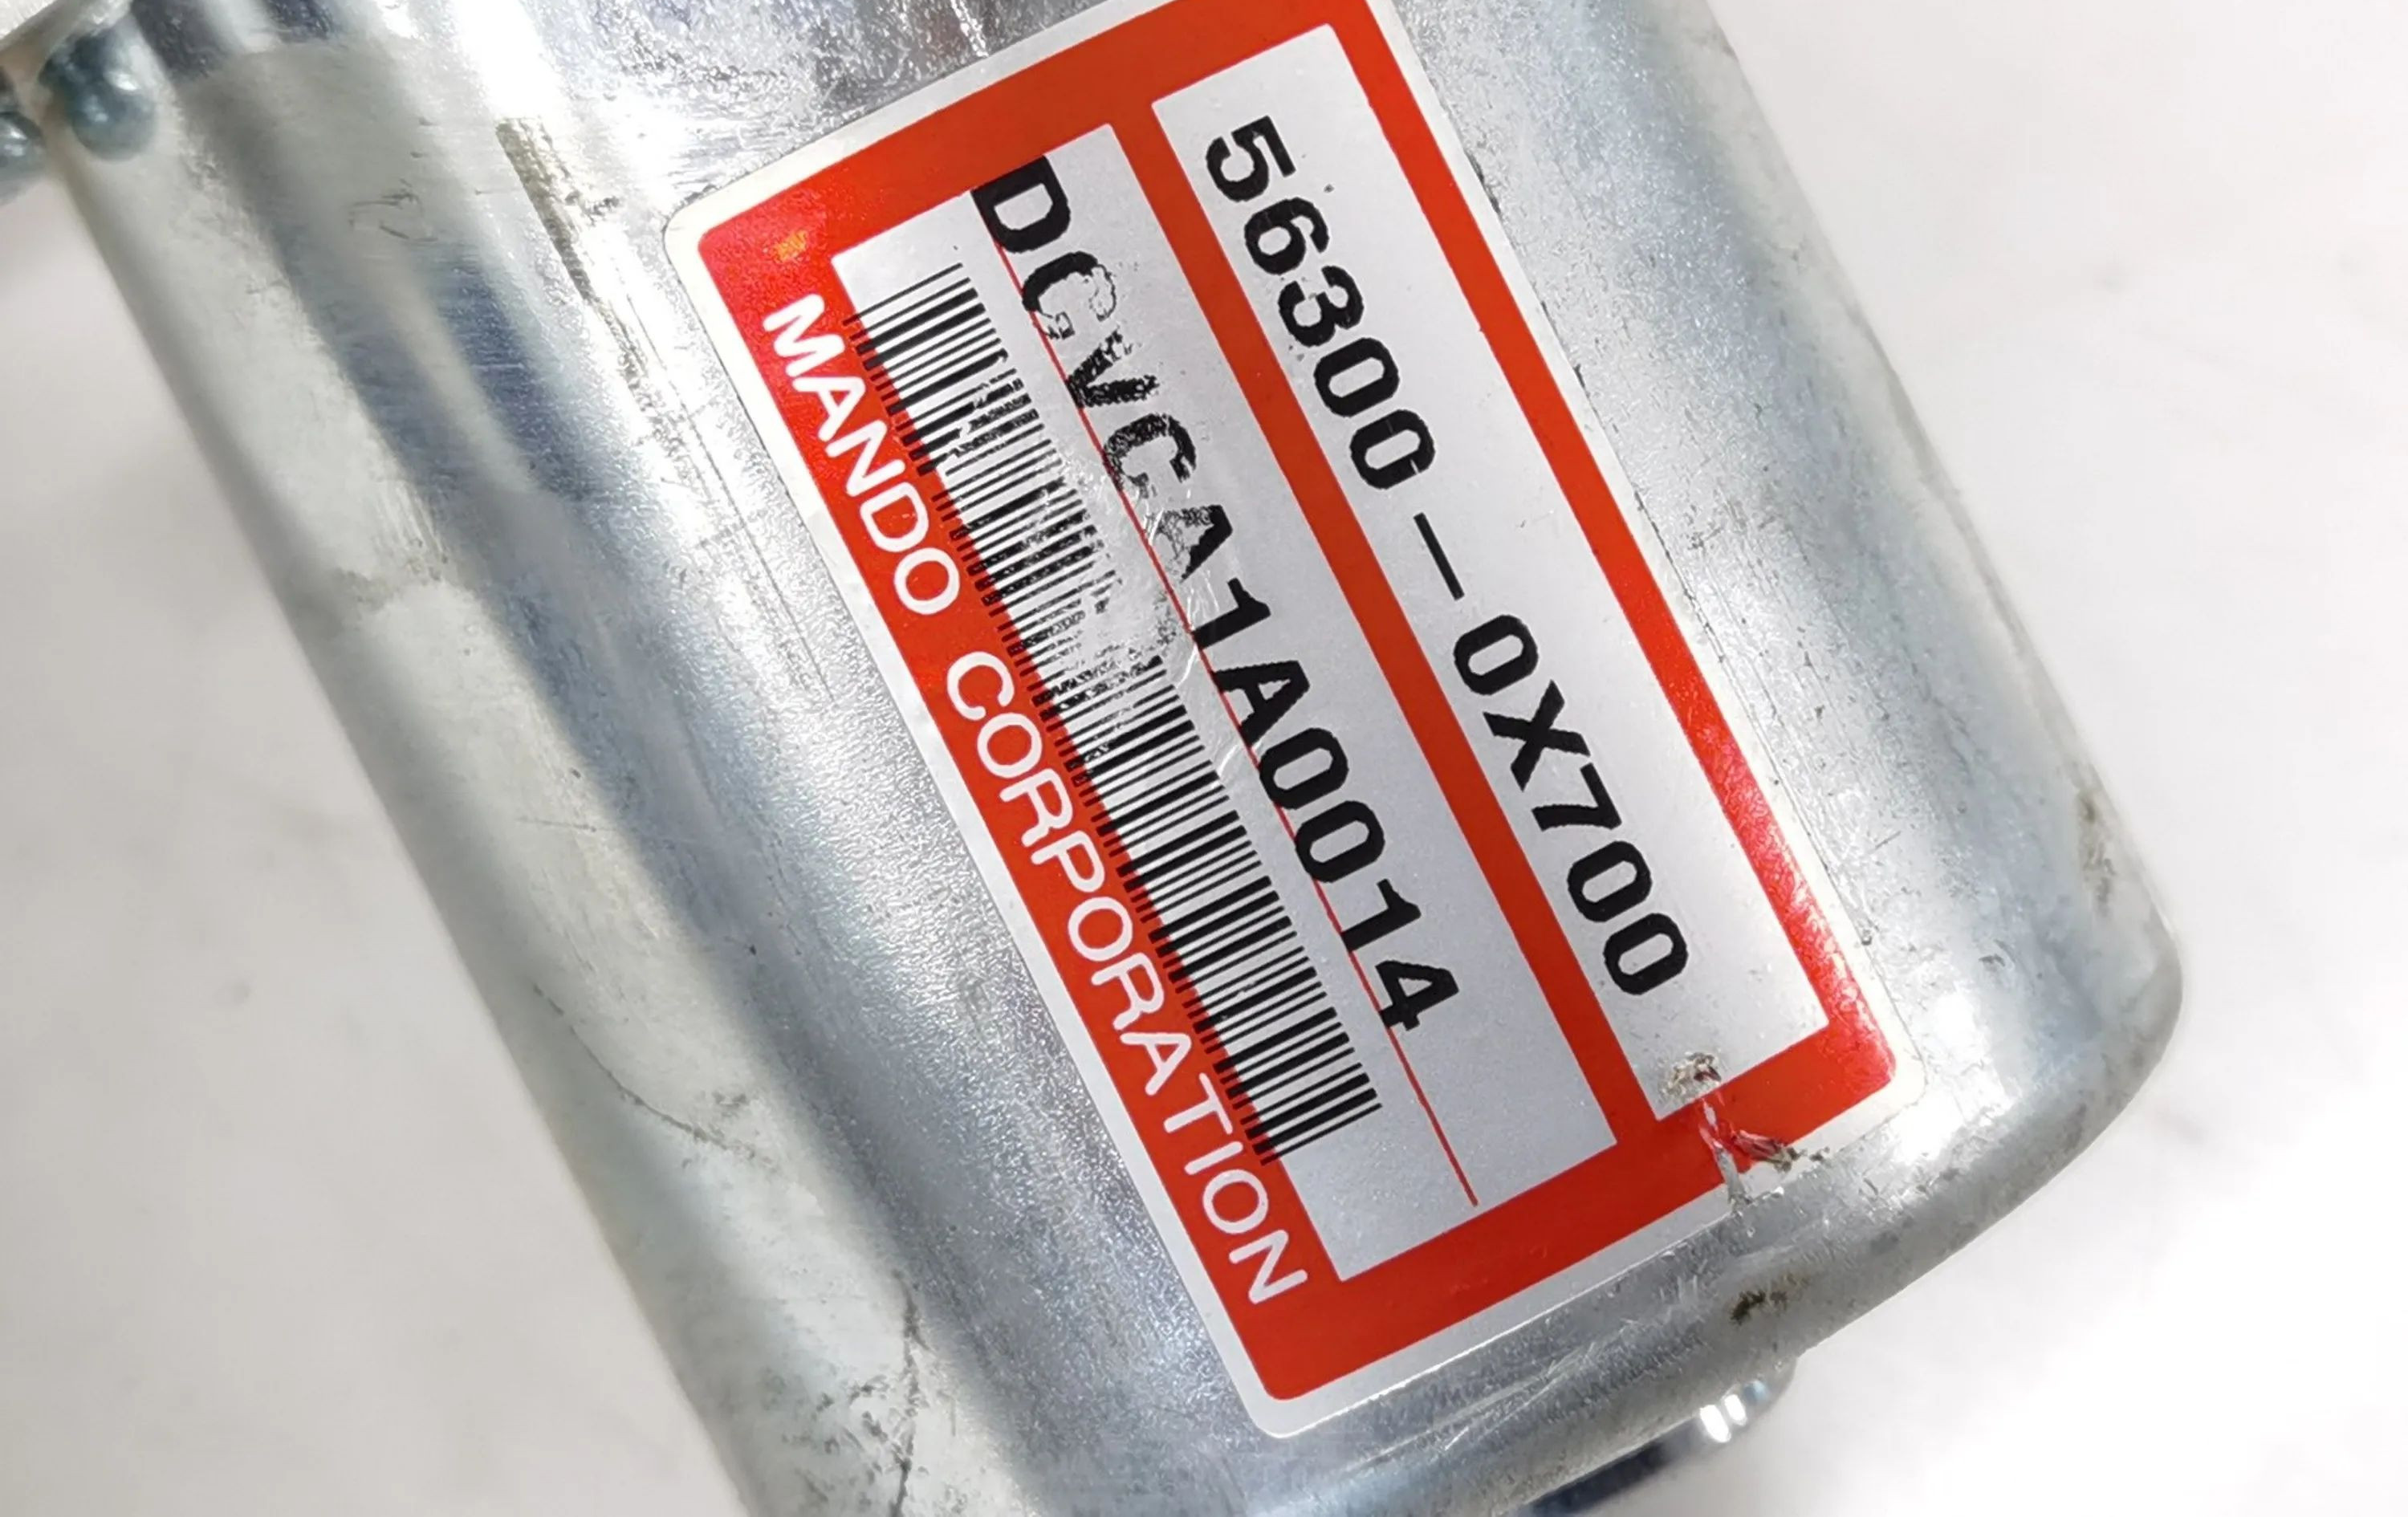 56300-0X700
DCVCA1A0014
MANDO CORPORATION